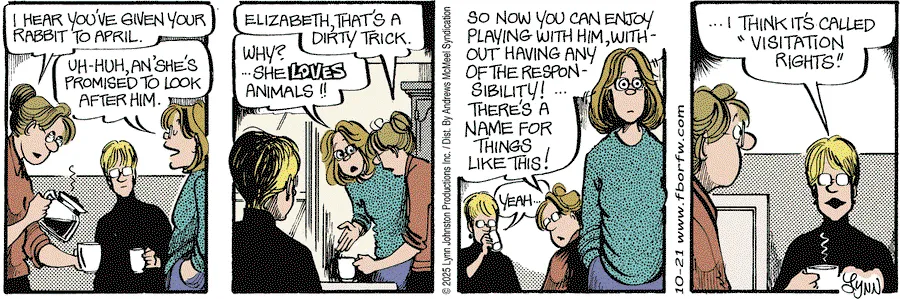 I HEAR YOU'VE GIVEN YOUR
RABBIT TO APRIL.
UH-HUH, AN' SHE'S
PROMISED TO LOOK
AFTER HIM.
ELIZABETH, THAT'S A
DIRTY TRICK.
WHY?
...SHE LOVES
ANIMALS!!
© 2025 Lynn Johnston Productions Inc. / Dist. By Andrews McMeel Syndication
SO NOW YOU CAN ENJOY
PLAYING WITH HIM, WITH-
OUT HAVING ANY
OF THE RESPON-
SIBILITY! ...
THERE'S A
NAME FOR
THINGS
LIKE THIS!
YEAH...
10-21 www.fborfw.com
...I THINK IT'S CALLED
"VISITATION
RIGHTS"
LYNN